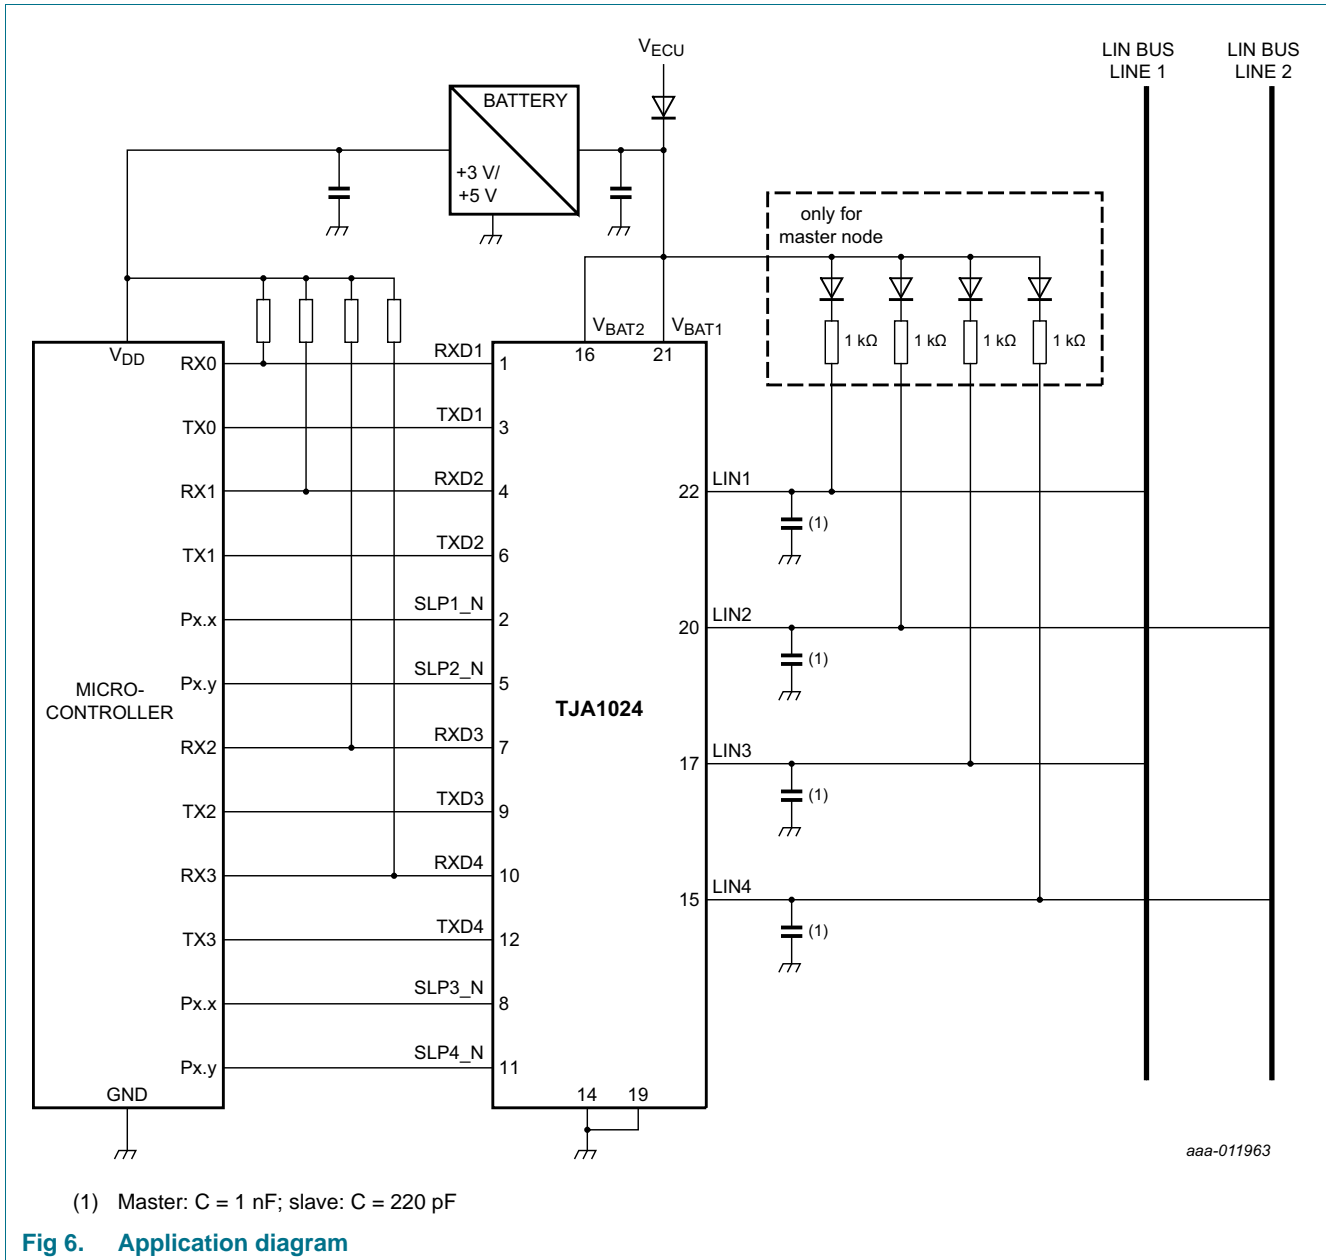 V_ECU
LIN BUS
LINE 1
LIN BUS
LINE 2
BATTERY
+3 V/
+5 V
only for
master node
V_BAT2
V_BAT1
1 kΩ
1 kΩ
1 kΩ
1 kΩ
V_DD
16
21
RX0
RXD1
1
TX0
TXD1
3
RX1
RXD2
4
22
LIN1
(1)
TX1
TXD2
6
Px.x
SLP1_N
2
20
LIN2
(1)
Px.y
SLP2_N
5
MICRO-
CONTROLLER
TJA1024
RX2
RXD3
7
17
LIN3
(1)
TX2
TXD3
9
RX3
RXD4
10
15
LIN4
(1)
TX3
TXD4
12
Px.x
SLP3_N
8
Px.y
SLP4_N
11
GND
14
19
aaa-011963
(1) Master: C = 1 nF; slave: C = 220 pF
Fig 6. Application diagram